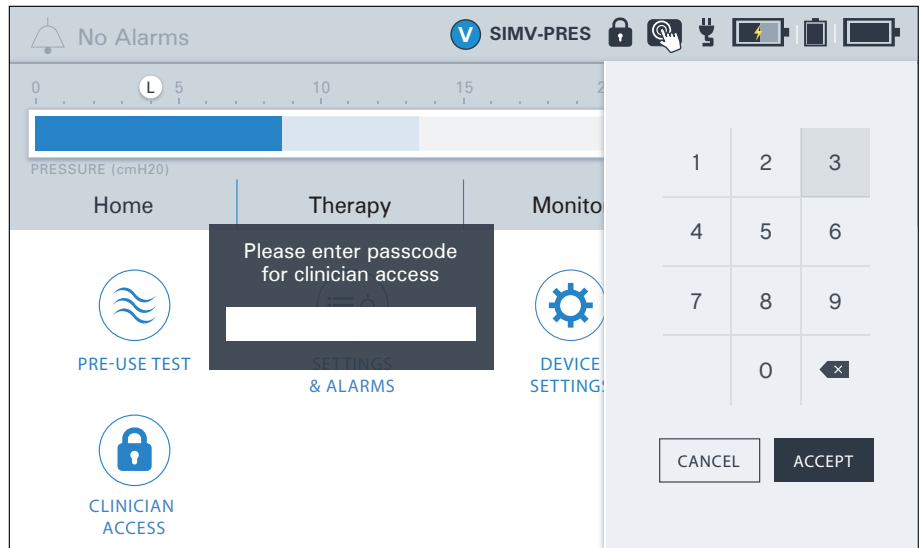 No Alarms
V SIMV-PRES
0 5 10 15 2
L
PRESSURE (cmH20)
Home Therapy Monito
Please enter passcode
for clinician access
PRE-USE TEST
SETTINGS
& ALARMS
DEVICE
SETTINGS
CLINICIAN
ACCESS
1 2 3
4 5 6
7 8 9
0
CANCEL ACCEPT